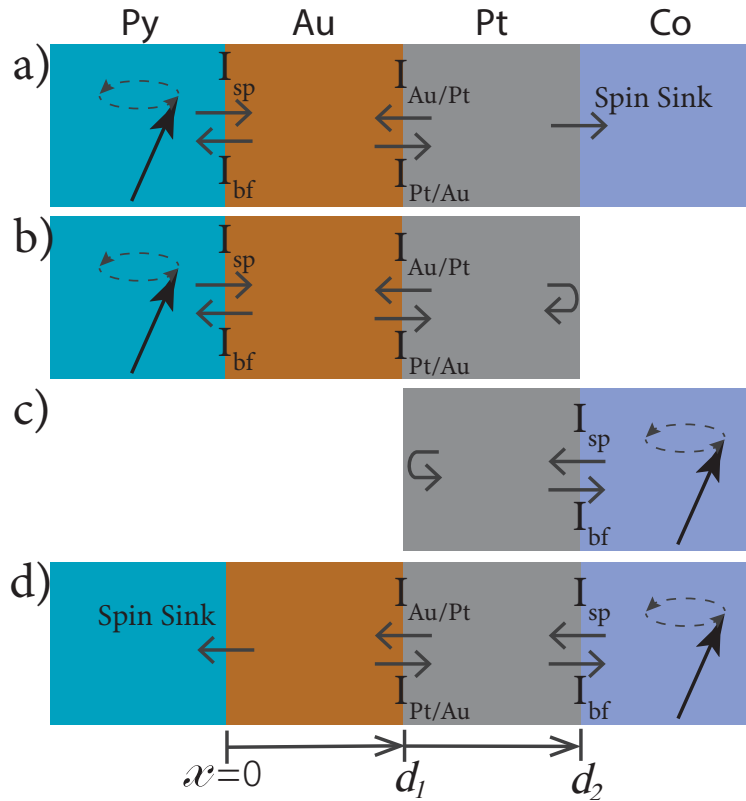 Py Au Pt Co
a)
I sp
I Au/Pt
Spin Sink
I bf
I Pt/Au
b)
I sp
I Au/Pt
I bf
I Pt/Au
c)
I sp
I bf
d)
Spin Sink
I Au/Pt
I sp
I Pt/Au
I bf
x=0 d1 d2